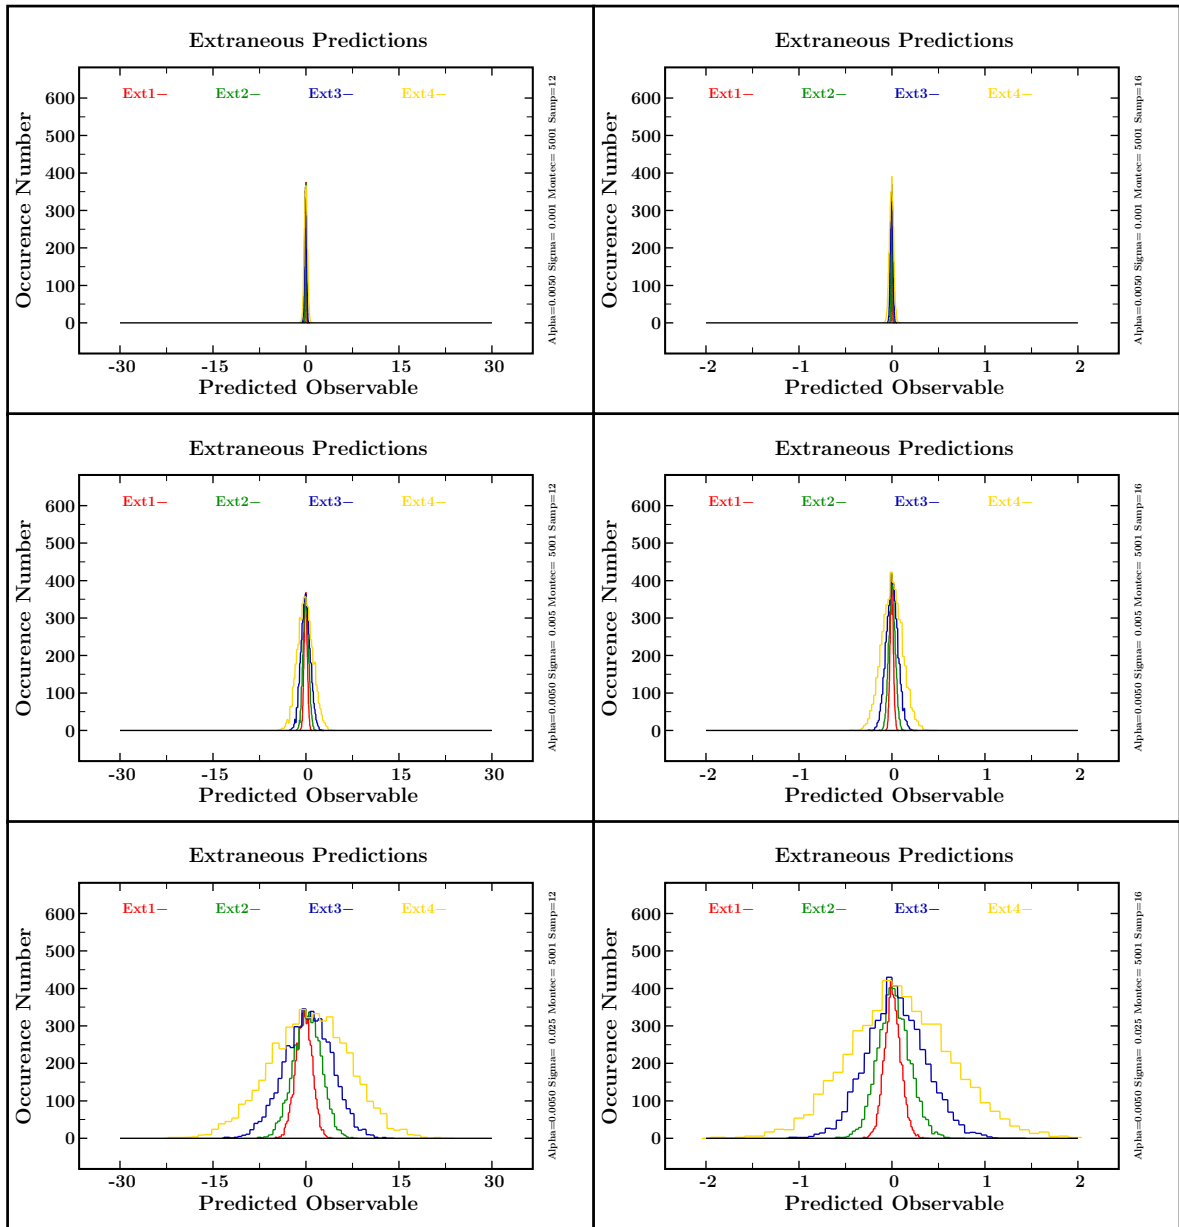 Extraneous Predictions
Ext1– Ext2– Ext3– Ext4–
600
500
400
300
200
100
0
Occurence Number
-30 -15 0 15 30
Predicted Observable
Alpha=0.0050 Sigma= 0.001 Montec= 5001 Samp=12
Extraneous Predictions
Ext1– Ext2– Ext3– Ext4–
600
500
400
300
200
100
0
Occurence Number
-2 -1 0 1 2
Predicted Observable
Alpha=0.0050 Sigma= 0.001 Montec= 5001 Samp=16
Extraneous Predictions
Ext1– Ext2– Ext3– Ext4–
600
500
400
300
200
100
0
Occurence Number
-30 -15 0 15 30
Predicted Observable
Alpha=0.0050 Sigma= 0.005 Montec= 5001 Samp=12
Extraneous Predictions
Ext1– Ext2– Ext3– Ext4–
600
500
400
300
200
100
0
Occurence Number
-2 -1 0 1 2
Predicted Observable
Alpha=0.0050 Sigma= 0.005 Montec= 5001 Samp=16
Extraneous Predictions
Ext1– Ext2– Ext3– Ext4–
600
500
400
300
200
100
0
Occurence Number
-30 -15 0 15 30
Predicted Observable
Alpha=0.0050 Sigma= 0.025 Montec= 5001 Samp=12
Extraneous Predictions
Ext1– Ext2– Ext3– Ext4–
600
500
400
300
200
100
0
Occurence Number
-2 -1 0 1 2
Predicted Observable
Alpha=0.0050 Sigma= 0.025 Montec= 5001 Samp=16